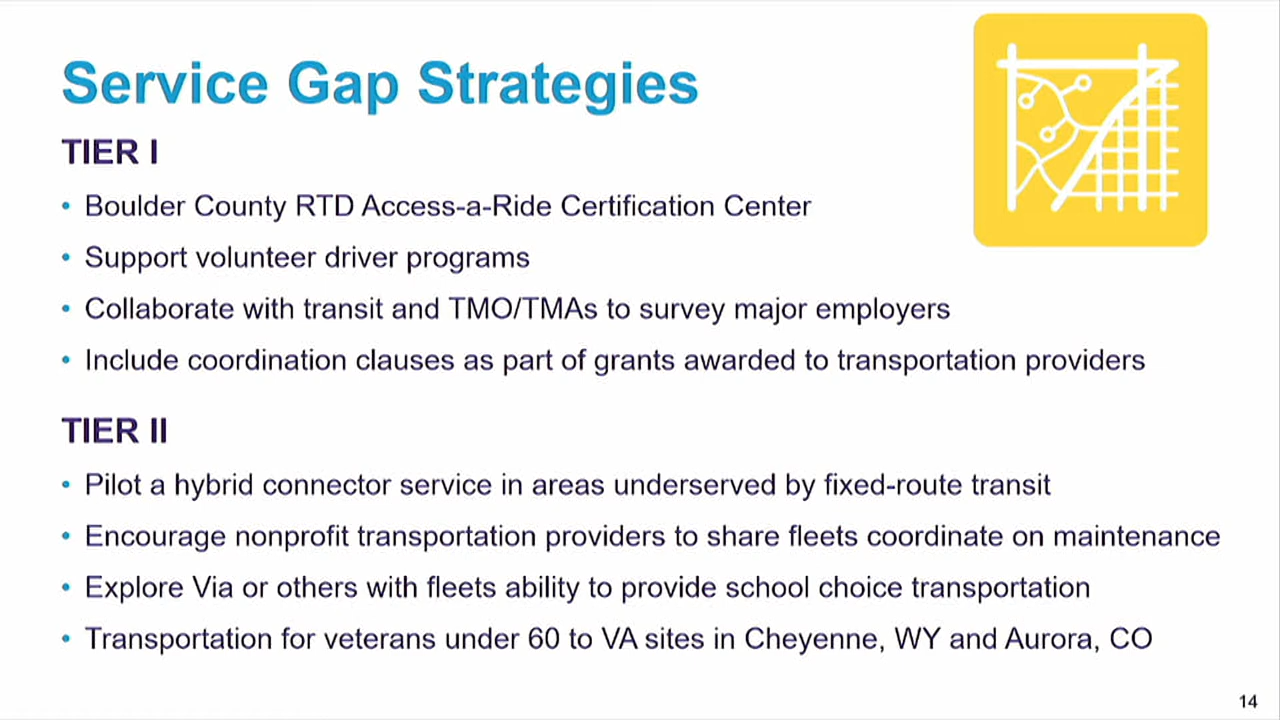 Service Gap Strategies
TIER I
• Boulder County RTD Access-a-Ride Certification Center
• Support volunteer driver programs
• Collaborate with transit and TMO/TMAs to survey major employers
• Include coordination clauses as part of grants awarded to transportation providers
TIER II
• Pilot a hybrid connector service in areas underserved by fixed-route transit
• Encourage nonprofit transportation providers to share fleets coordinate on maintenance
• Explore Via or others with fleets ability to provide school choice transportation
• Transportation for veterans under 60 to VA sites in Cheyenne, WY and Aurora, CO
14